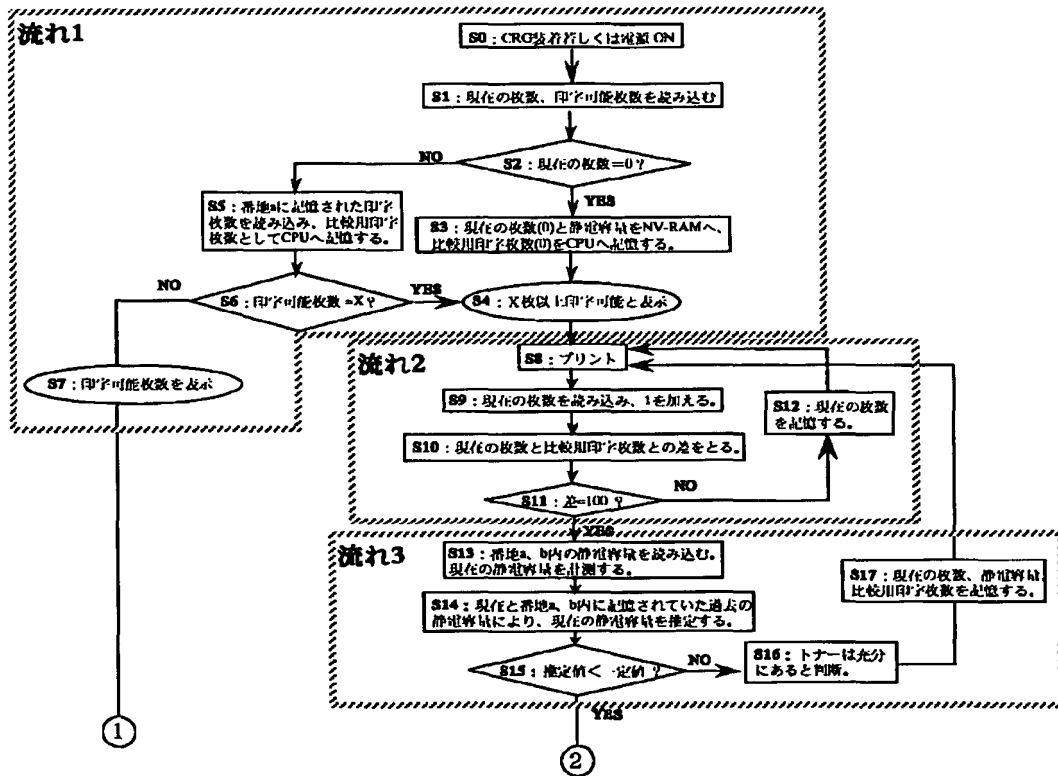 流れ1
S0：CRG装着若しくは電源 ON
S1：現在の枚数、印字可能枚数を読み込む
S2：現在の枚数＝0？
NO
YES
S5：番地aに記憶された印字
枚数を読み込み、比較用印字
枚数としてCPUへ記憶する。
S3：現在の枚数(0)と静電容量をNV-RAMへ、
比較用印字枚数(0)をCPUへ記憶する。
S6：印字可能枚数＝X？
NO
YES
S4：X枚以上印字可能と表示
S7：印字可能枚数を表示
流れ2
S8：プリント
S9：現在の枚数を読み込み、1を加える。
S10：現在の枚数と比較用印字枚数との差をとる。
S11：差=100？
NO
S12：現在の枚数
を記憶する。
YES
流れ3
S13：番地a、b内の静電容量を読み込む。
現在の静電容量を計測する。
S14：現在と番地a、b内に記憶されていた過去の
静電容量により、現在の静電容量を推定する。
S15：推定値＜一定値？
NO
S16：トナーは充分
にあると判断。
S17：現在の枚数、静電容量、
比較用印字枚数を記憶する。
YES
1
2